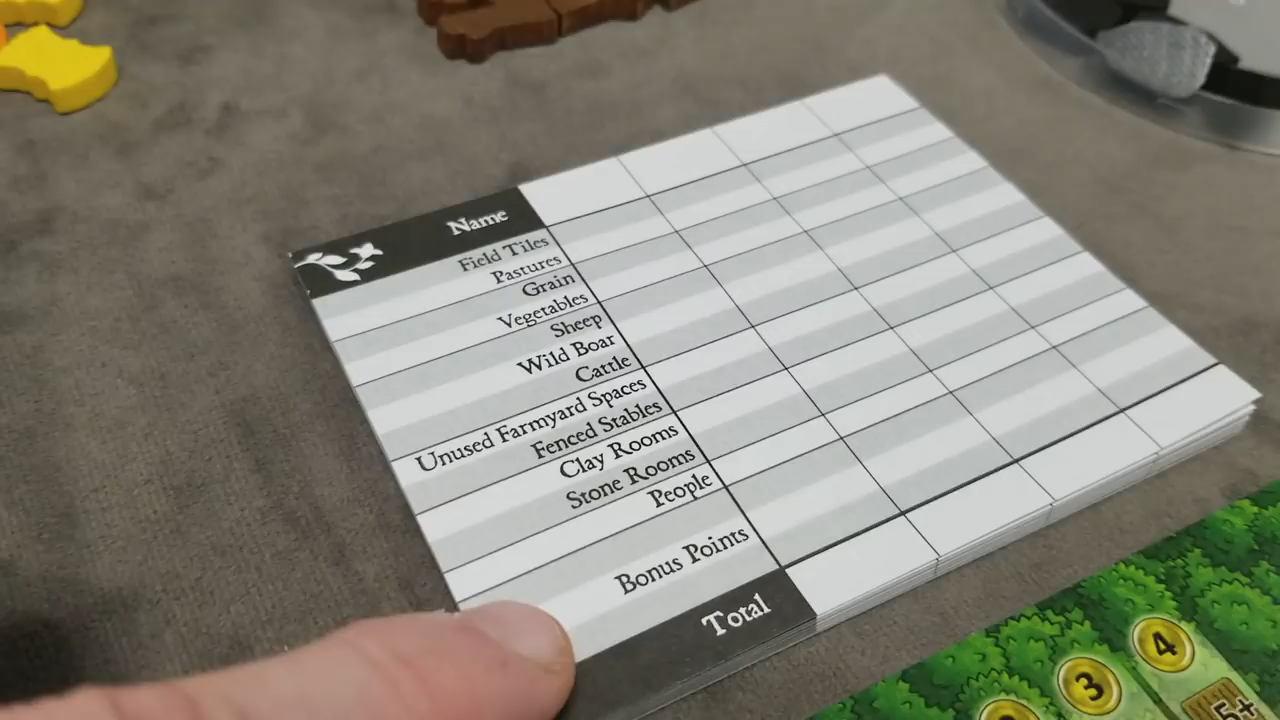 Name
Field Tiles
Pastures
Grain
Vegetables
Sheep
Wild Boar
Cattle
Unused Farmyard Spaces
Fenced Stables
Clay Rooms
Stone Rooms
People
Bonus Points
Total
4
3
5+